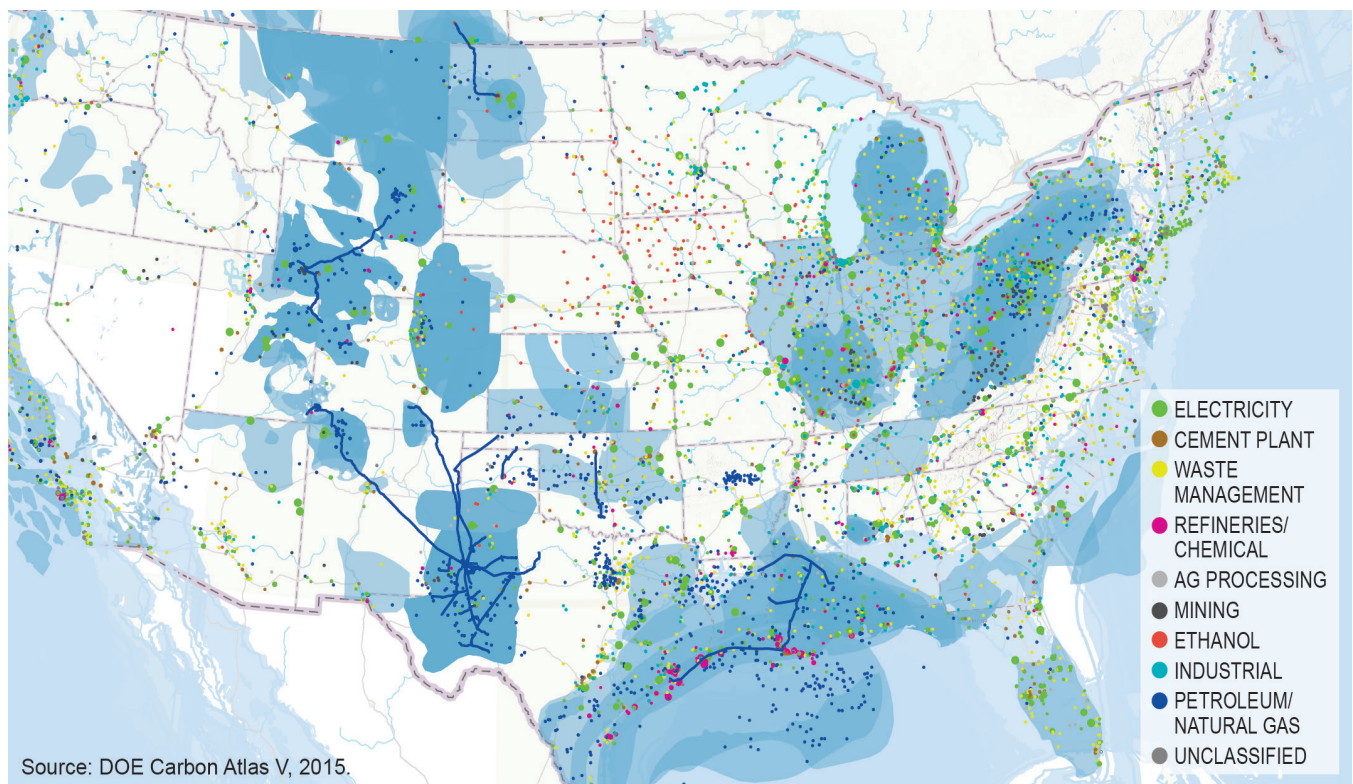 ELECTRICITY
CEMENT PLANT
WASTE
MANAGEMENT
REFINERIES/
CHEMICAL
AG PROCESSING
MINING
ETHANOL
INDUSTRIAL
PETROLEUM/
NATURAL GAS
UNCLASSIFIED
Source: DOE Carbon Atlas V, 2015.